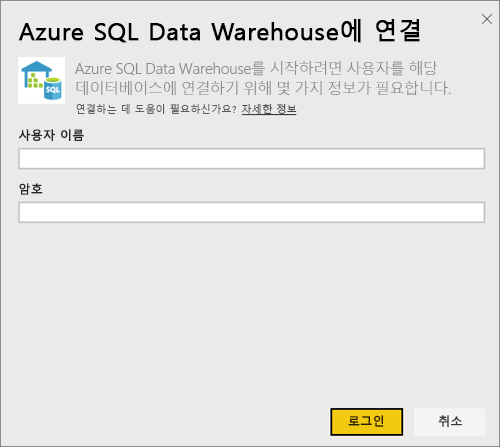 Azure SQL Data Warehouse에 연결
SQL
Azure SQL Data Warehouse를 시작하려면 사용자를 해당
데이터베이스에 연결하기 위해 몇 가지 정보가 필요합니다.
연결하는 데 도움이 필요하신가요? 자세한 정보
사용자 이름
암호
로그인 취소